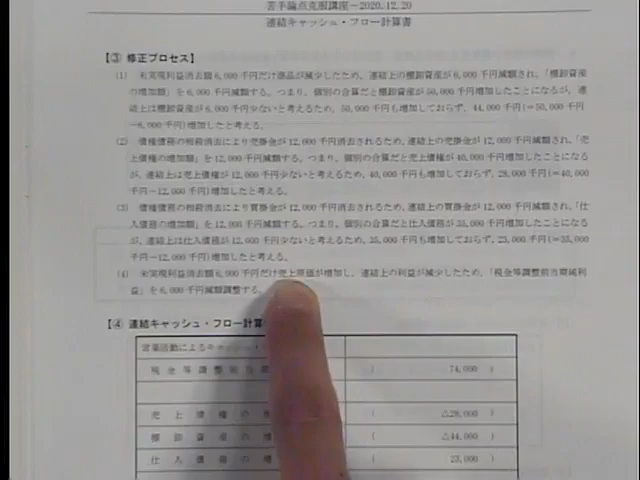 苦手論点克服講座－2020.12.20
連結キャッシュ・フロー計算書
【③ 修正プロセス】
(1) 未実現利益消去額6,000千円だけ商品が減少したため、連結上の棚卸資産が6,000千円減額され、「棚卸資産
の増加額」を6,000千円減額する。つまり、個別の合算だと棚卸資産が50,000千円増加したことになるが、連
結上は棚卸資産が6,000千円少ないと考えるため、50,000千円も増加しておらず、44,000千円(=50,000千円
－6,000千円)増加したと考える。
(2) 債権債務の相殺消去により売掛金が12,000千円消去されるため、連結上の売掛金が12,000千円減額され、「売
上債権の増加額」を12,000千円減額する。つまり、個別の合算だと売上債権が40,000千円増加したことになる
が、連結上は売上債権が12,000千円少ないと考えるため、40,000千円も増加しておらず、28,000千円(=40,000
千円－12,000千円)増加したと考える。
(3) 債権債務の相殺消去により買掛金が12,000千円消去されるため、連結上の買掛金が12,000千円減額され、「仕
入債務の増加額」を12,000千円減額する。つまり、個別の合算だと仕入債務が35,000千円増加したことになる
が、連結上は仕入債務が12,000千円少ないと考えるため、35,000千円も増加しておらず、23,000千円(=35,000
千円－12,000千円)増加したと考える。
(4) 未実現利益消去額6,000千円だけ売上原価が増加し、連結上の利益が減少したため、「税金等調整前当期純利
益」を6,000千円減額調整する。
【④ 連結キャッシュ・フロー計算
営業活動によるキャッシュ・
税金等調整前当期 ( 74,000 )
売上債権の増 ( △28,000 )
棚卸資産の増 ( △44,000 )
仕入債務の増 ( 23,000 )